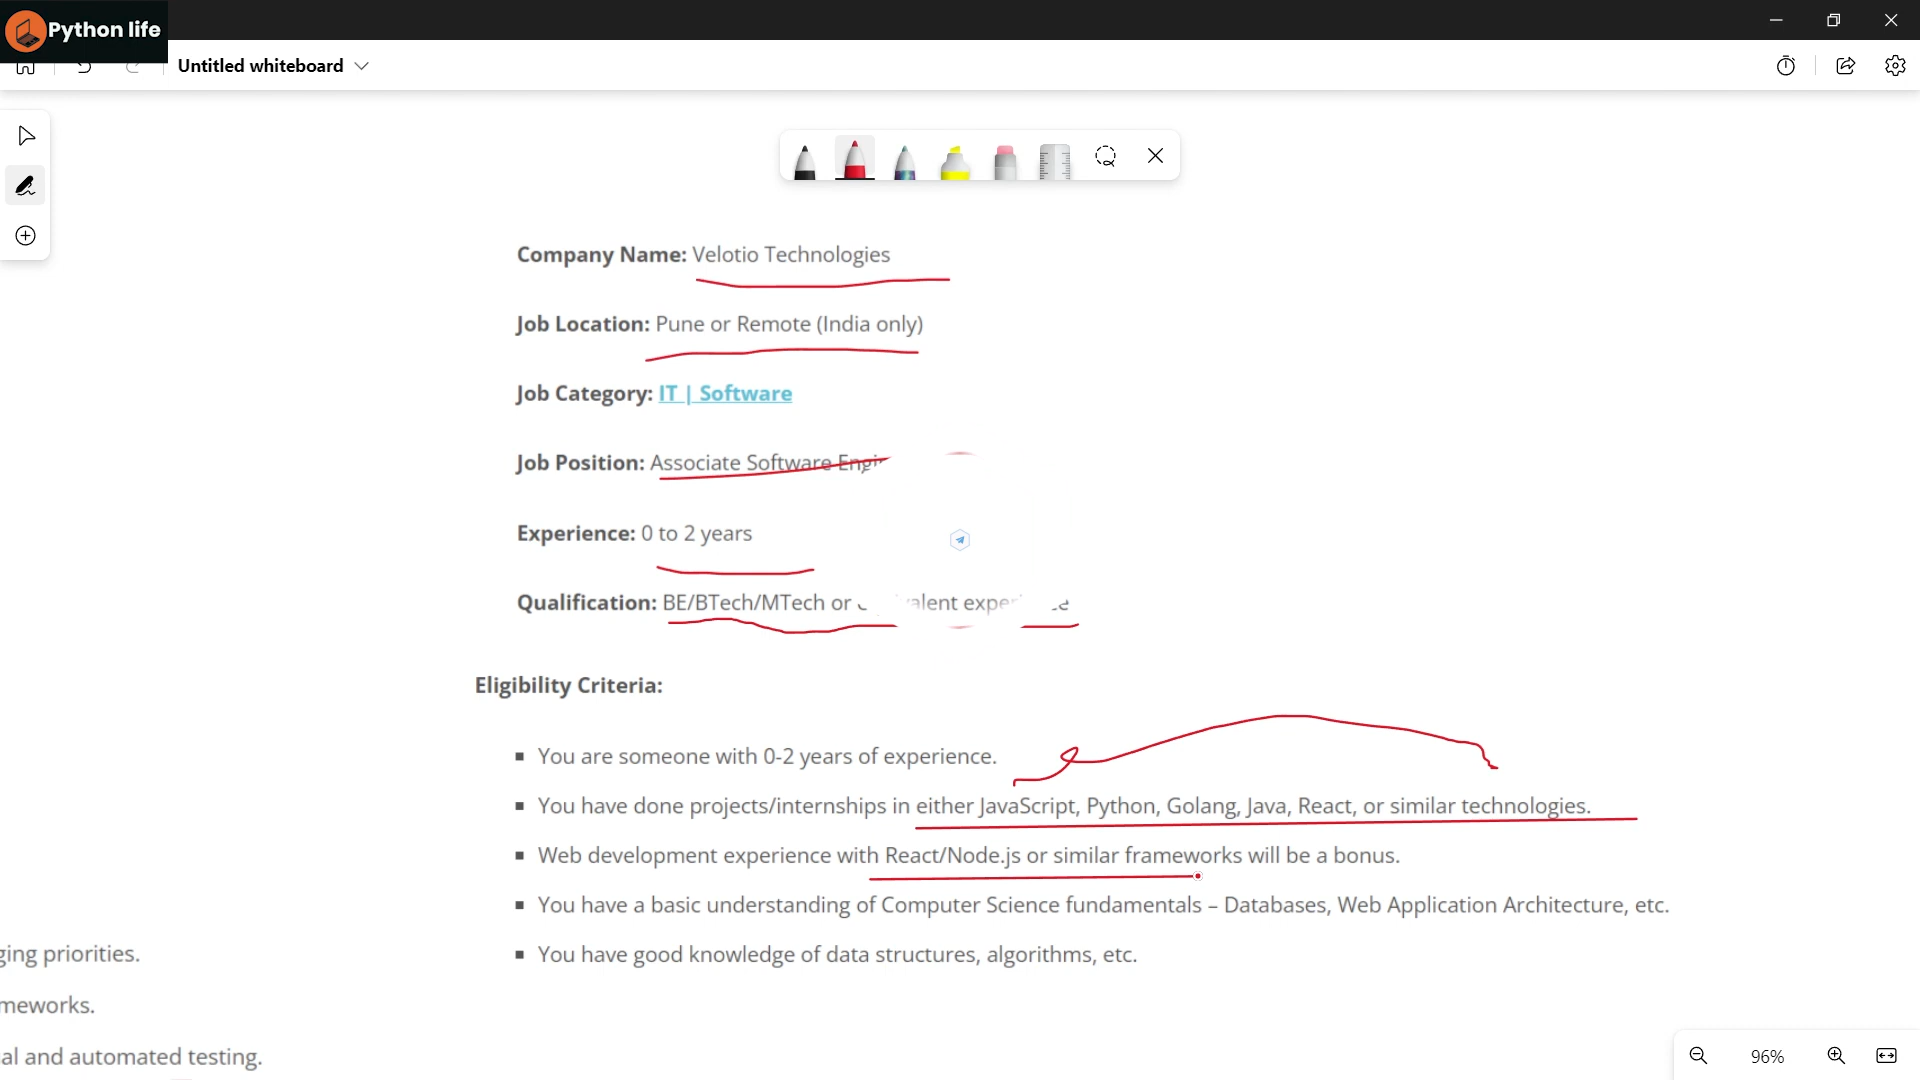 Python life
Untitled whiteboard
Company Name: Velotio Technologies
Job Location: Pune or Remote (India only)
Job Category: IT | Software
Job Position: Associate Software
Experience: 0 to 2 years
Qualification: BE/BTech/MTech or
Eligibility Criteria:
You are someone with 0-2 years of experience.
You have done projects/internships in either JavaScript, Python, Golang, Java, React, or similar technologies.
Web development experience with React/Node.js or similar frameworks will be a bonus.
You have a basic understanding of Computer Science fundamentals – Databases, Web Application Architecture, etc.
You have good knowledge of data structures, algorithms, etc.
ging priorities.
meworks.
al and automated testing.
96%